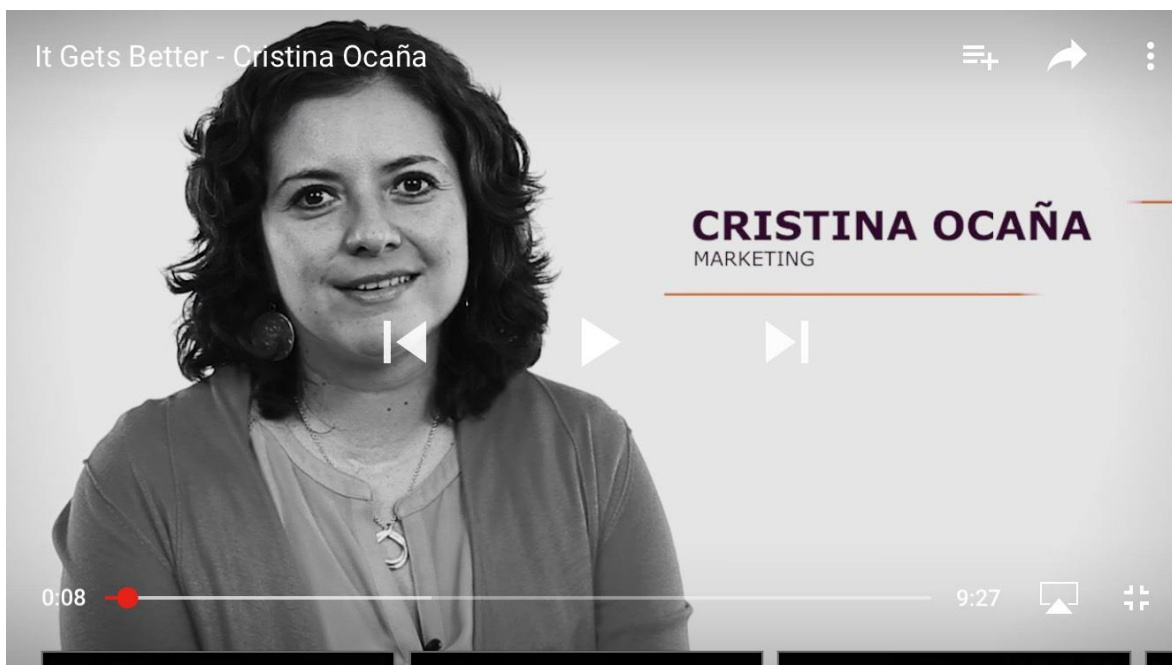 It Gets Better - Cristina Ocaña
CRISTINA OCAÑA
MARKETING
0:08
9:27